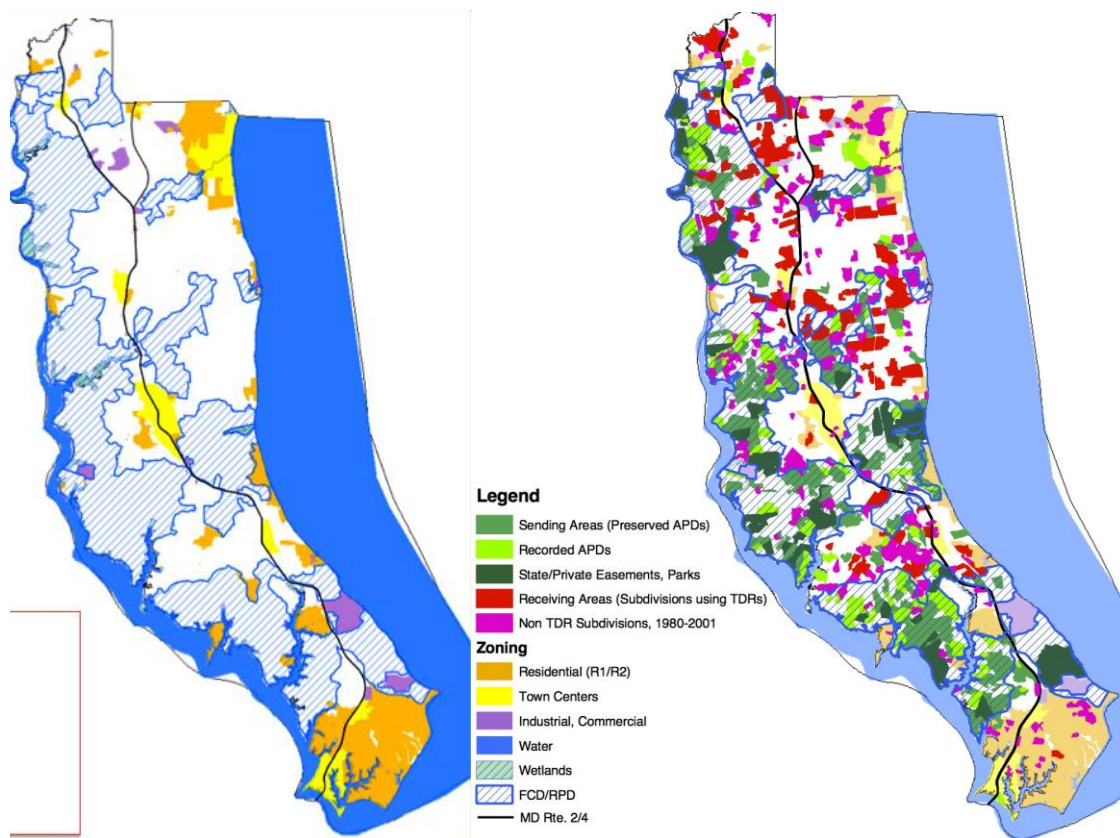 Legend
Sending Areas (Preserved APDs)
Recorded APDs
State/Private Easements, Parks
Receiving Areas (Subdivisions using TDRs)
Non TDR Subdivisions, 1980-2001
Zoning
Residential (R1/R2)
Town Centers
Industrial, Commercial
Water
Wetlands
FCD/RPD
MD Rte. 2/4